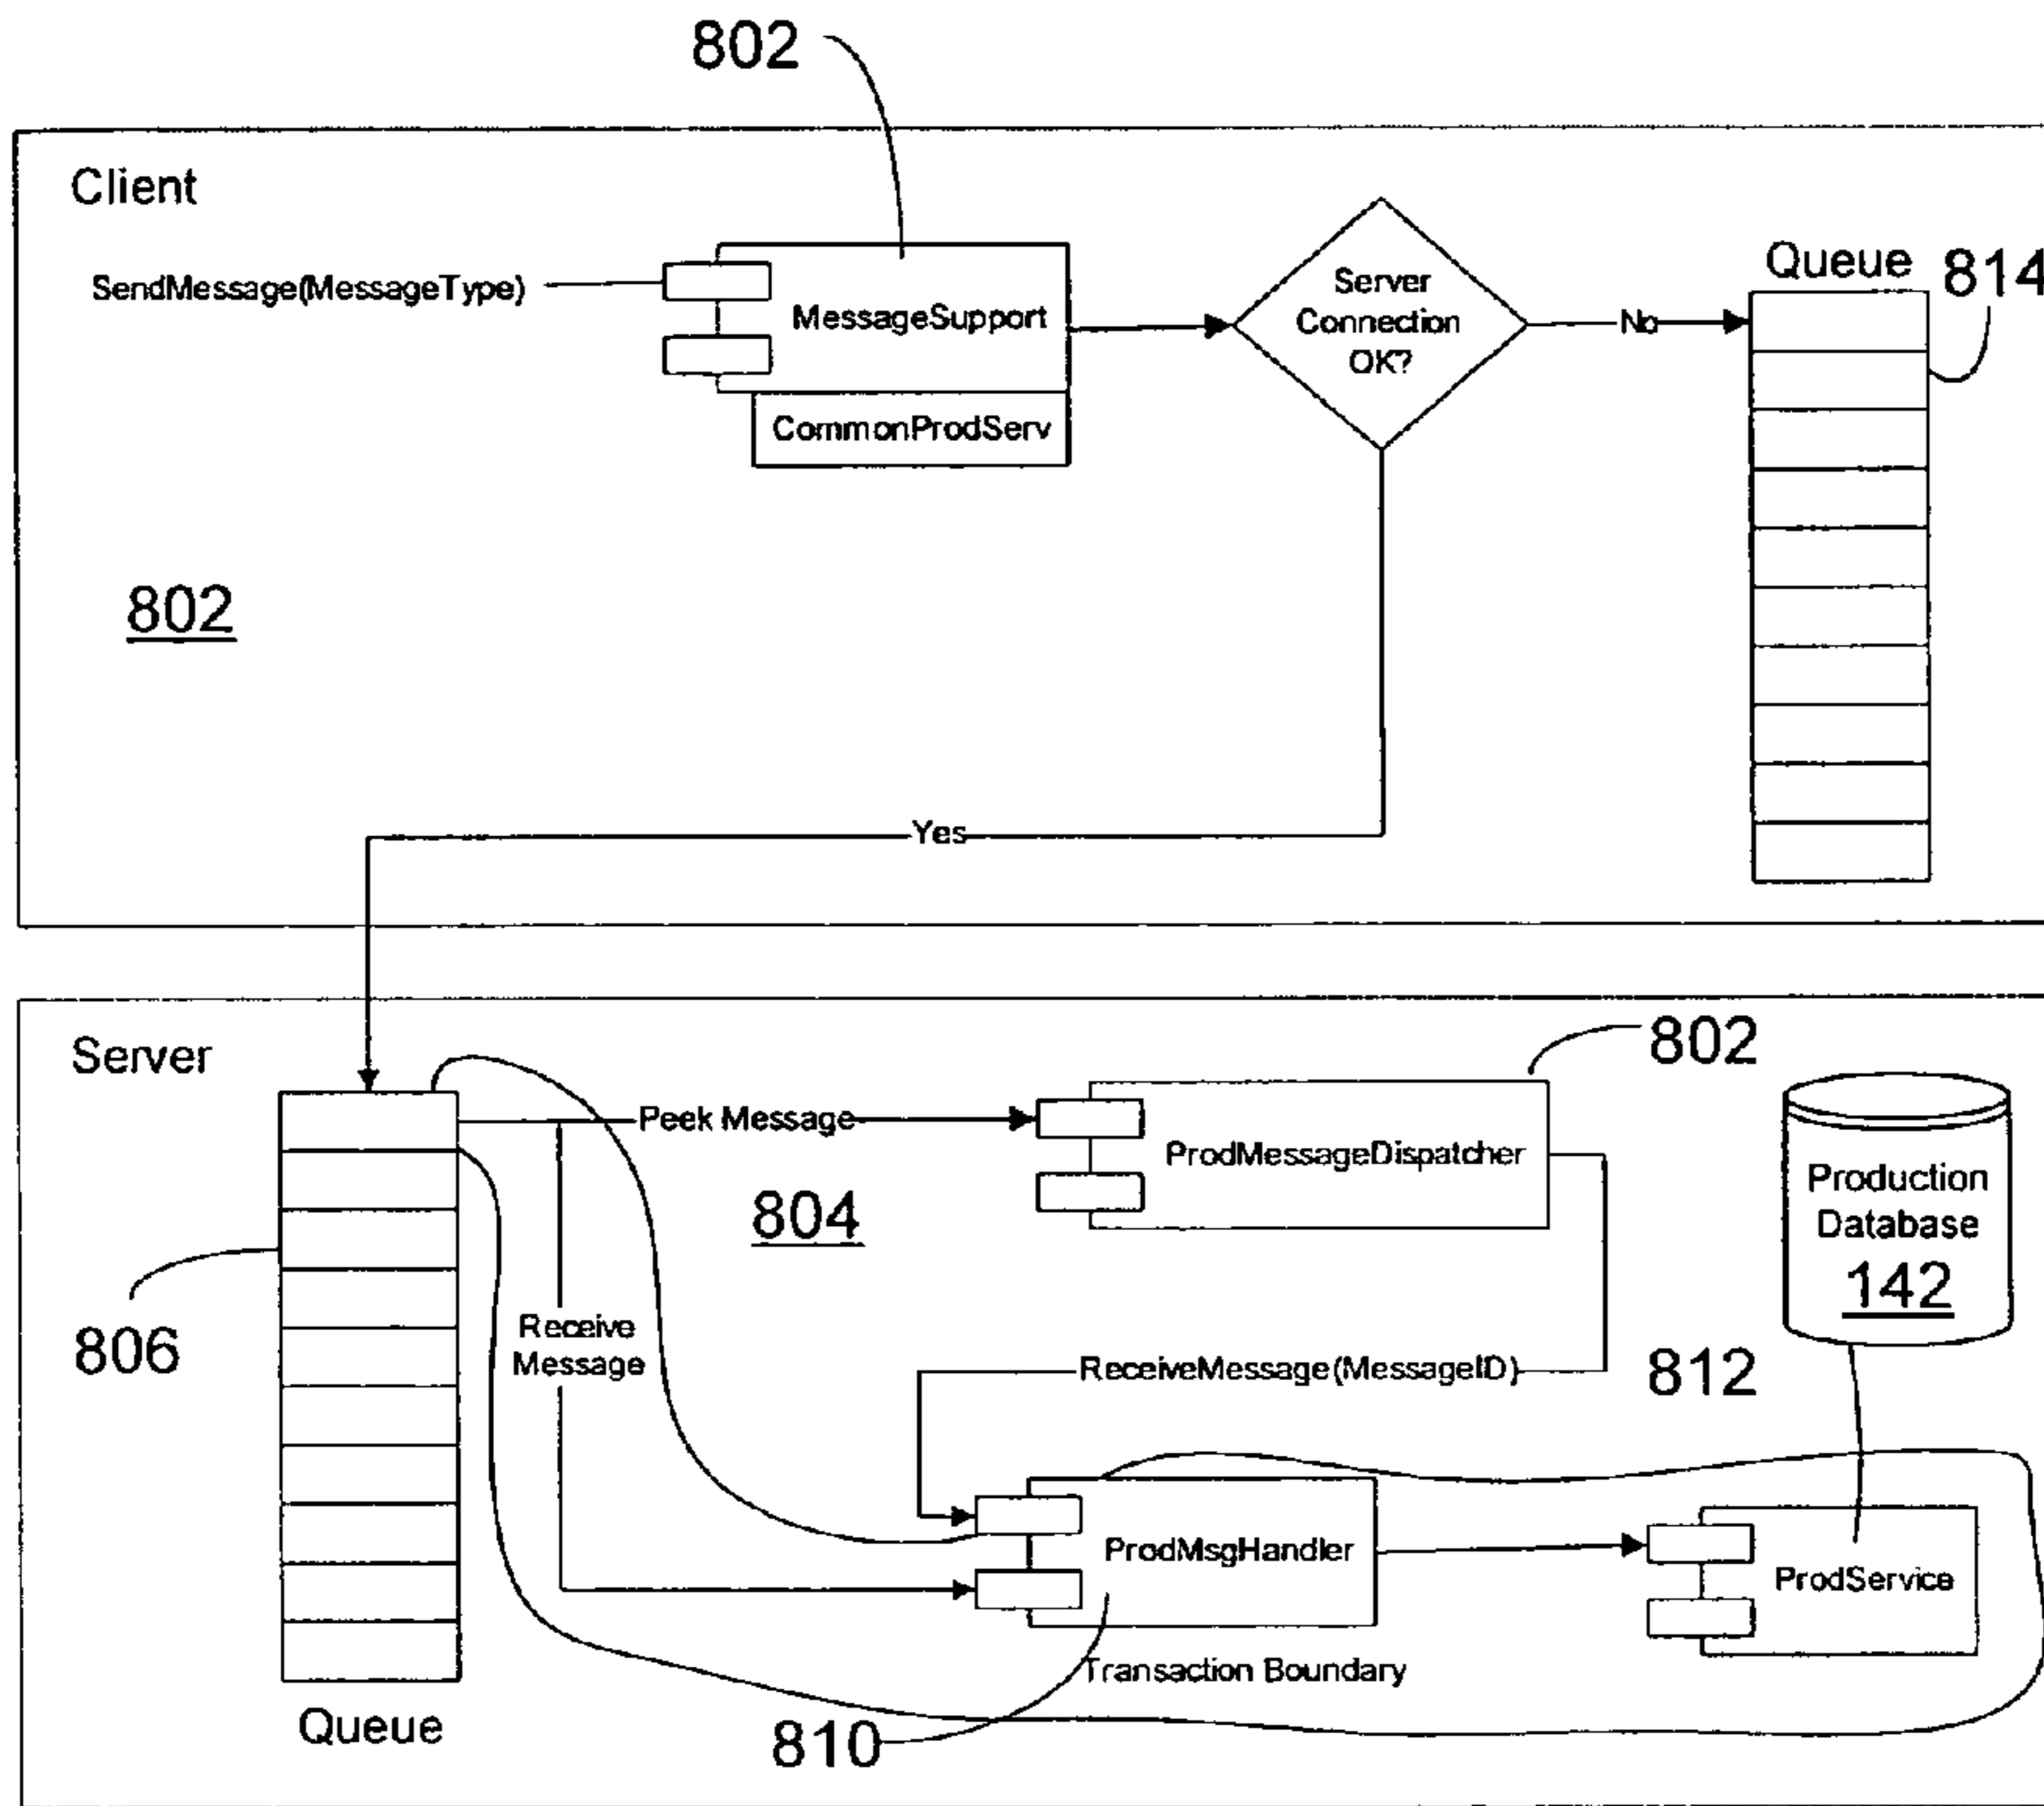 802
Client
SendMessage(MessageType)
MessageSupport
CommonProdServ
Server
Connection
OK?
No
Queue
814
802
Yes
Server
802
Peek Message
ProdMessageDispatcher
804
Production
Database
142
806
Receive
Message
ReceiveMessage(MessageID)
812
ProdMsgHandler
ProdService
Transaction Boundary
Queue
810